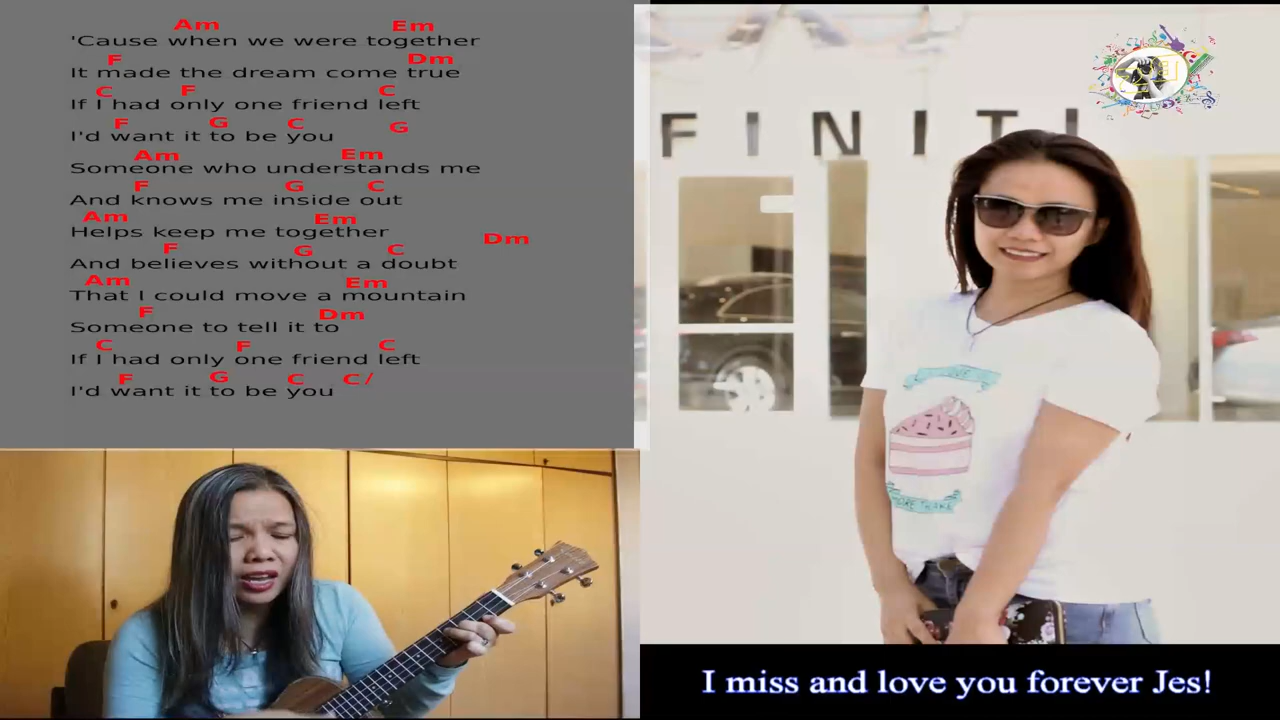 Am Em
'Cause when we were together
F Dm
It made the dream come true
C F C
If I had only one friend left
F G C G
I'd want it to be you
Am Em
Someone who understands me
F G C
And knows me inside out
Am Em
Helps keep me together
F G C Dm
And believes without a doubt
Am Em
That I could move a mountain
F Dm
Someone to tell it to
C F C
If I had only one friend left
F G C C/
I'd want it to be you
FINITI
I miss and love you forever Jes!